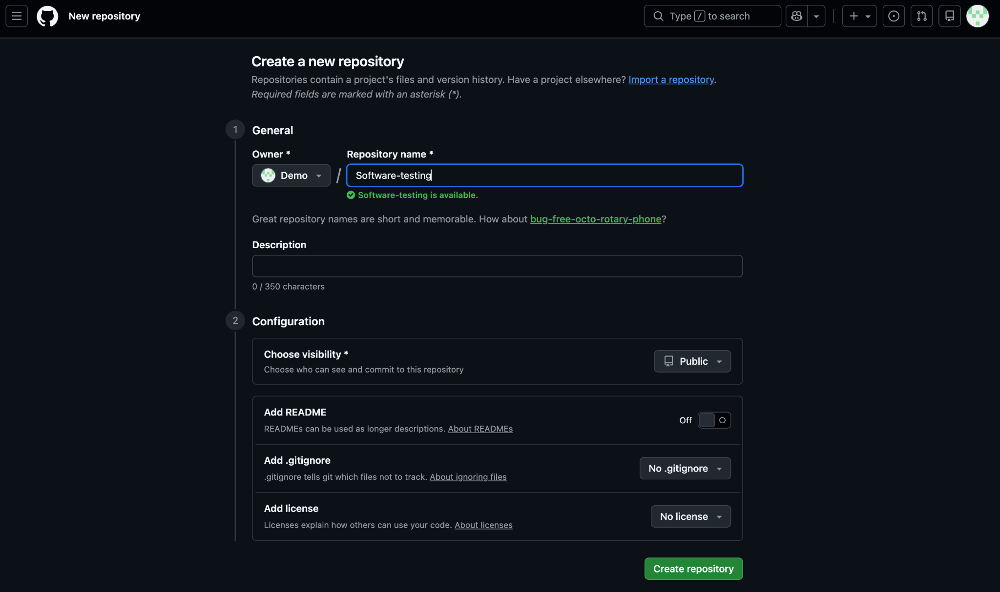 New repository
Type / to search
Create a new repository
Repositories contain a project's files and version history. Have a project elsewhere? Import a repository.
Required fields are marked with an asterisk (*).
1 General
Owner * Repository name *
Demo / Software-testing
Software-testing is available.
Great repository names are short and memorable. How about bug-free-octo-rotary-phone?
Description
0 / 350 characters
2 Configuration
Choose visibility *
Choose who can see and commit to this repository
Public
Add README
READMEs can be used as longer descriptions. About READMEs
Off
Add .gitignore
.gitignore tells git which files not to track. About ignoring files
No .gitignore
Add license
Licenses explain how others can use your code. About licenses
No license
Create repository